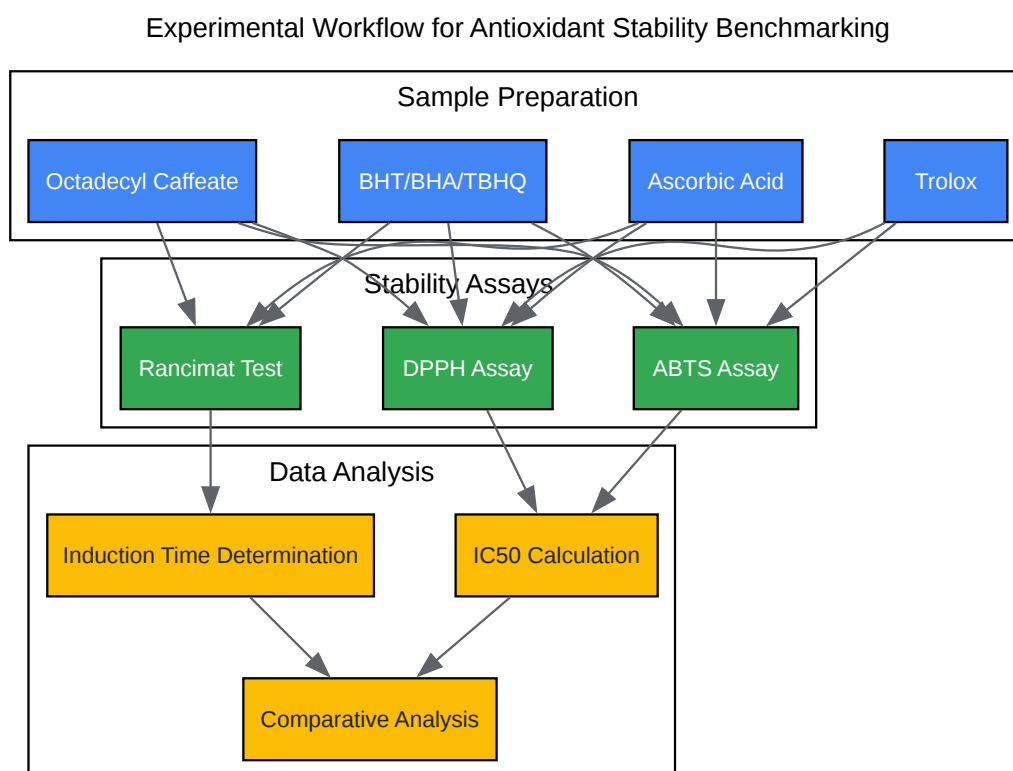 Experimental Workflow for Antioxidant Stability Benchmarking
Sample Preparation
Octadecyl Caffeate
BHT/BHA/TBHQ
Ascorbic Acid
Trolox
Stability Assays
Rancimat Test
DPPH Assay
ABTS Assay
Data Analysis
Induction Time Determination
IC50 Calculation
Comparative Analysis